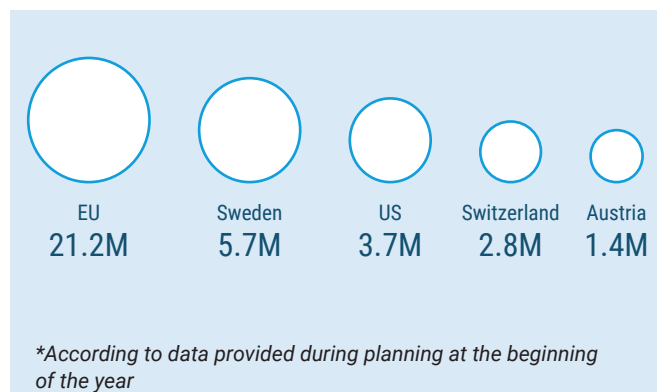 EU Sweden US Switzerland Austria
21.2M 5.7M 3.7M 2.8M 1.4M
*According to data provided during planning at the beginning
of the year